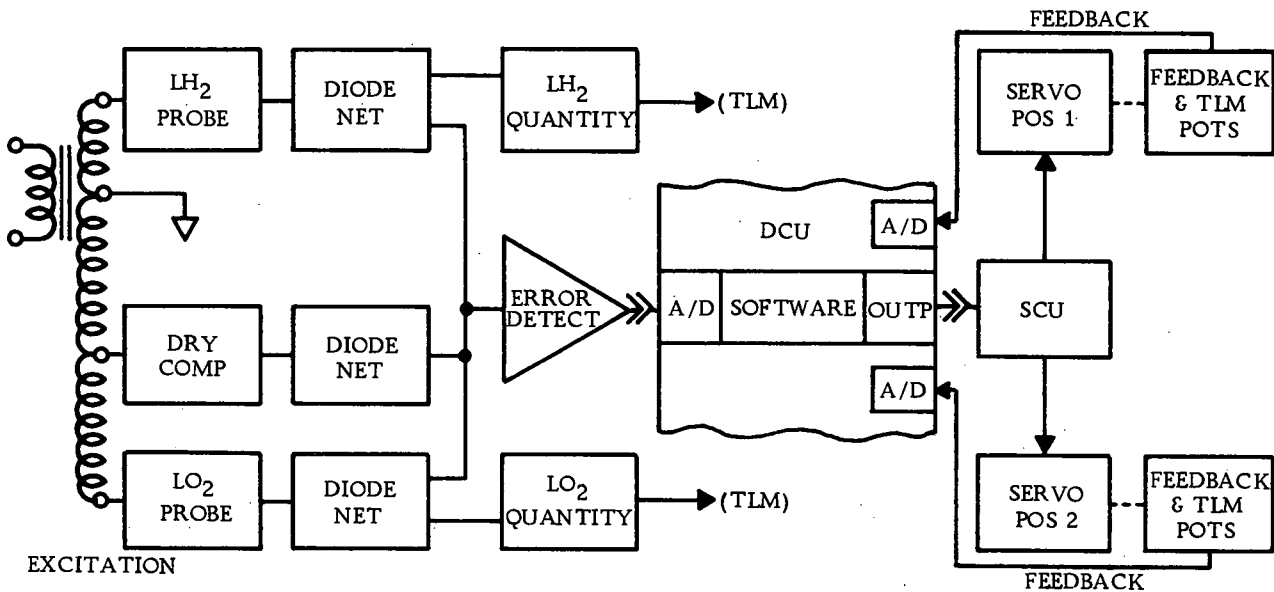 FEEDBACK
LH2
PROBE
DIODE
NET
LH2
QUANTITY
(TLM)
SERVO
POS 1
FEEDBACK
& TLM
POTS
DCU
A/D
ERROR
DETECT
A/D
SOFTWARE
OUTP
SCU
DRY
COMP
DIODE
NET
A/D
LO2
PROBE
DIODE
NET
LO2
QUANTITY
(TLM)
SERVO
POS 2
FEEDBACK
& TLM
POTS
EXCITATION
FEEDBACK